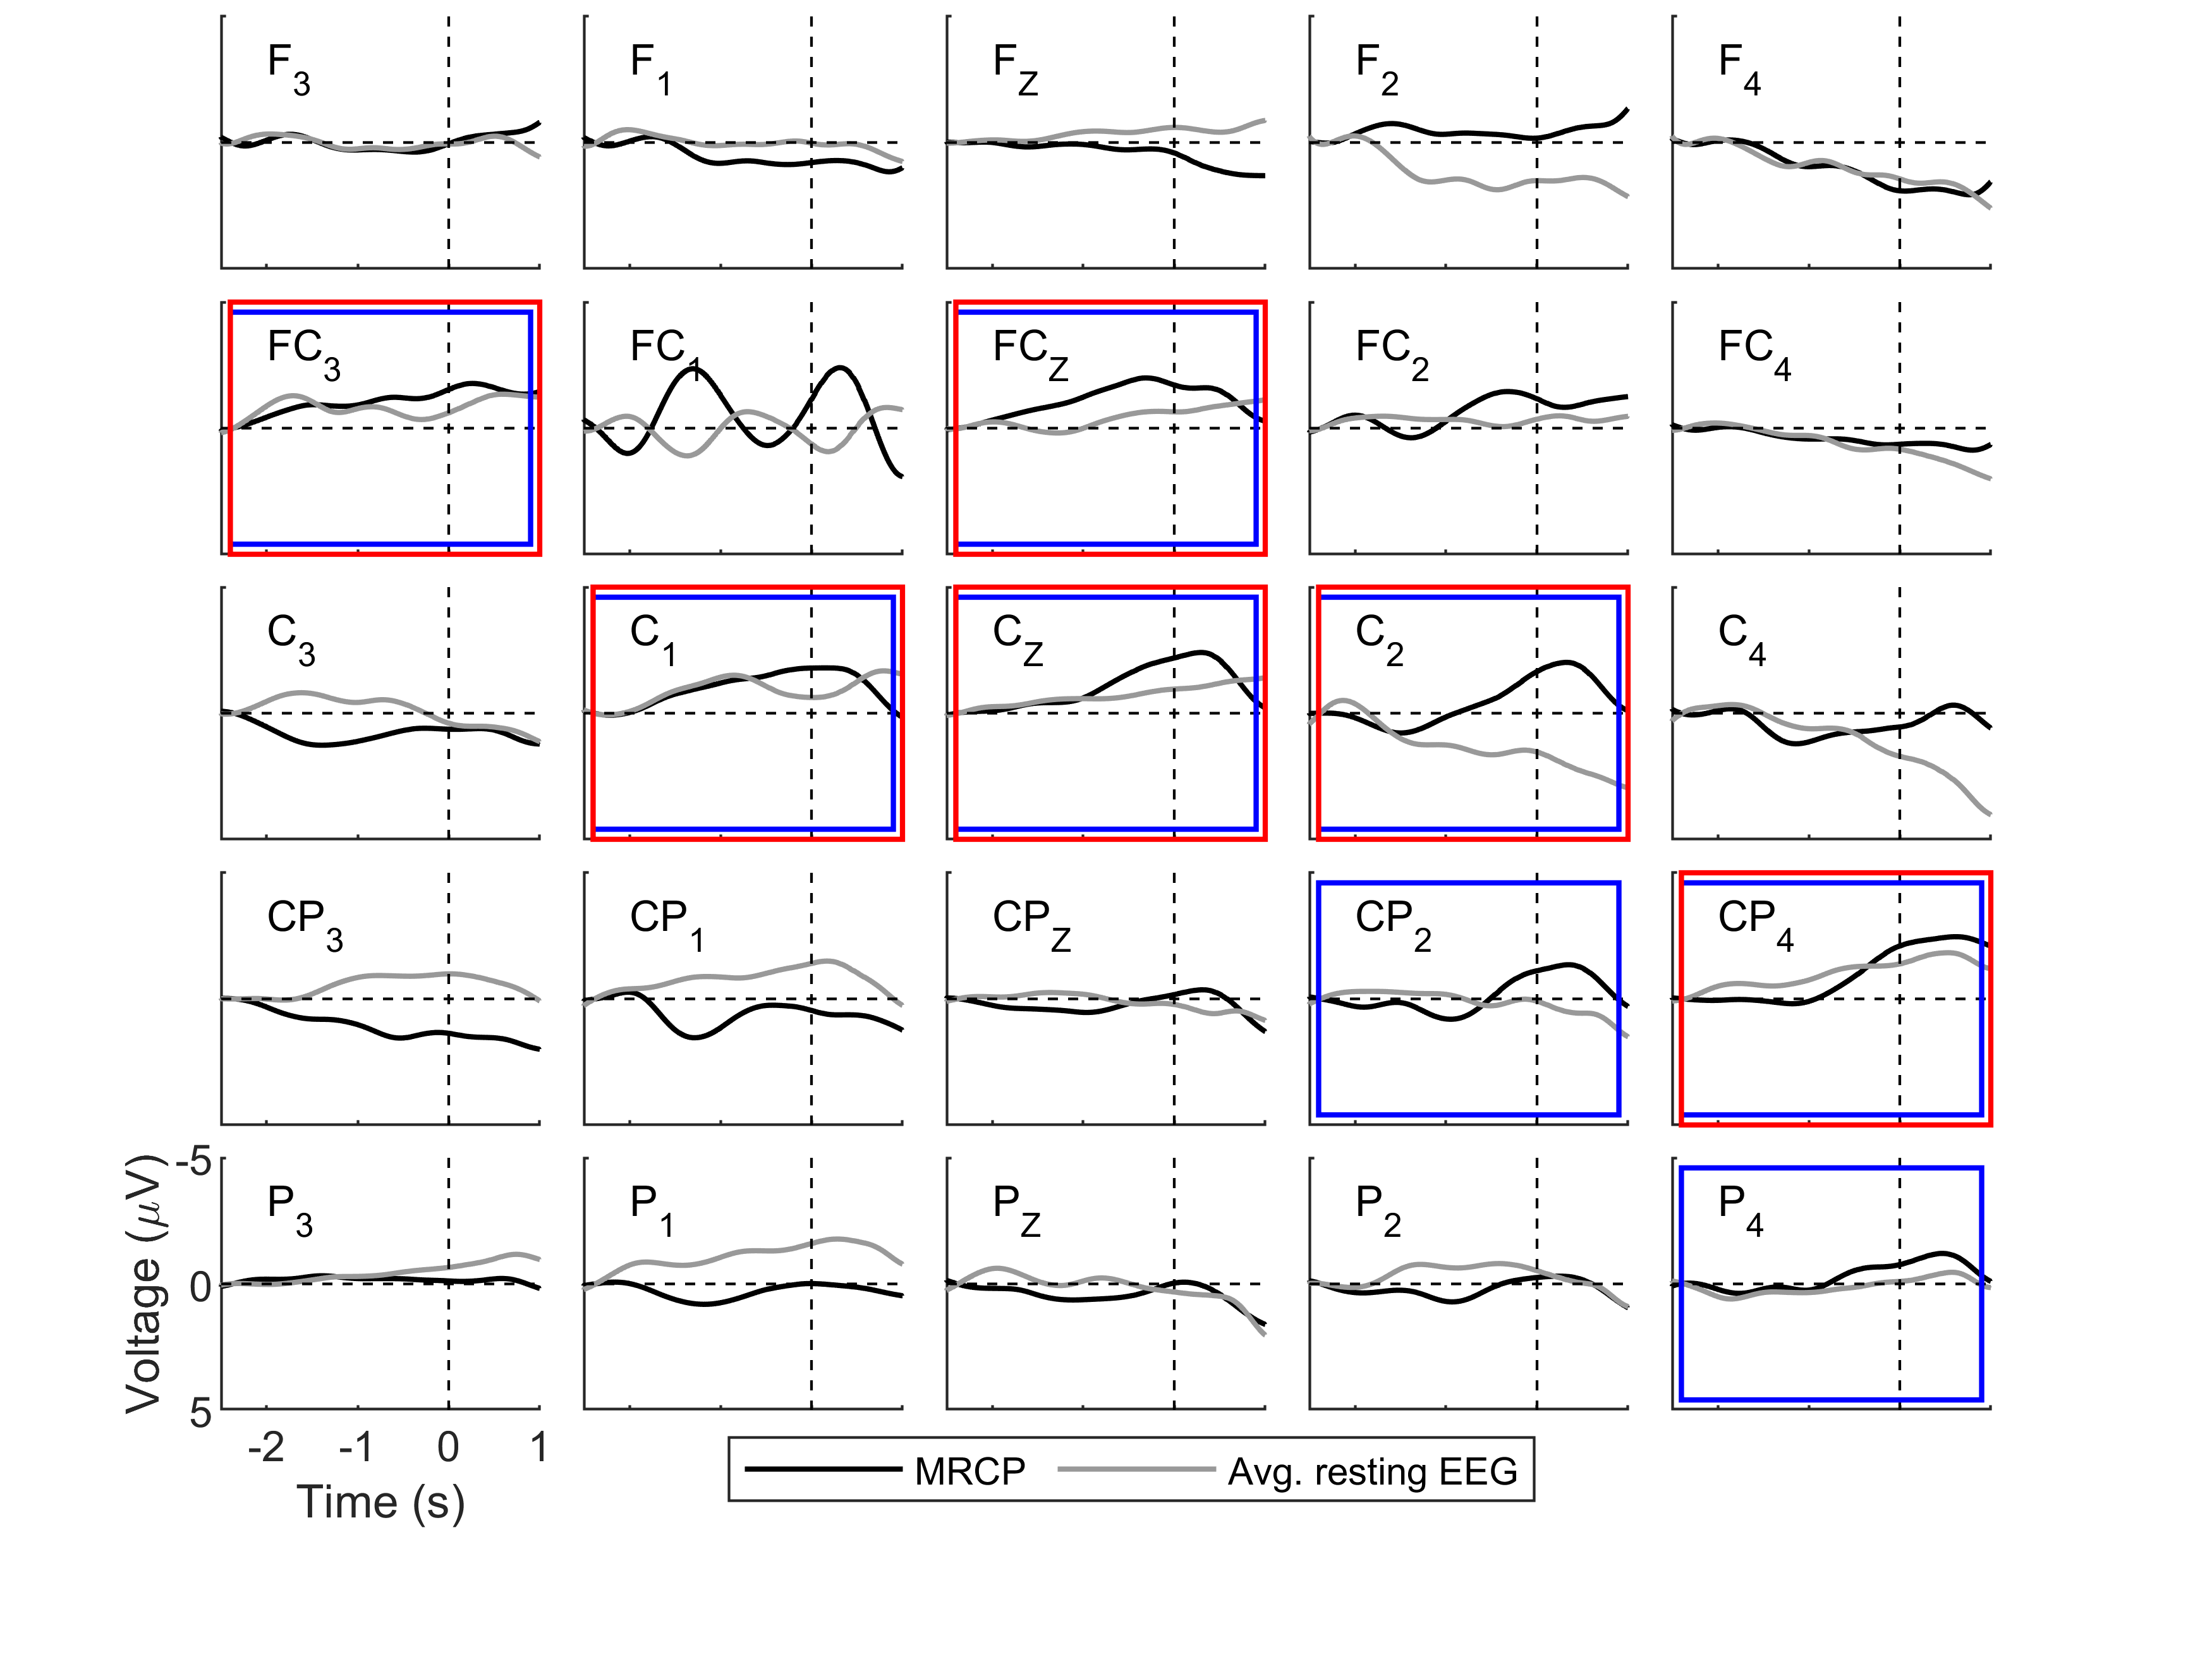 F3 F1 FZ F2 F4
FC3 FC1 FCZ FC2 FC4
C3 C1 CZ C2 C4
CP3 CP1 CPZ CP2 CP4
P3 P1 PZ P2 P4
-5
0
5
Voltage (μV)
-2 -1 0 1
Time (s)
MRCP Avg. resting EEG